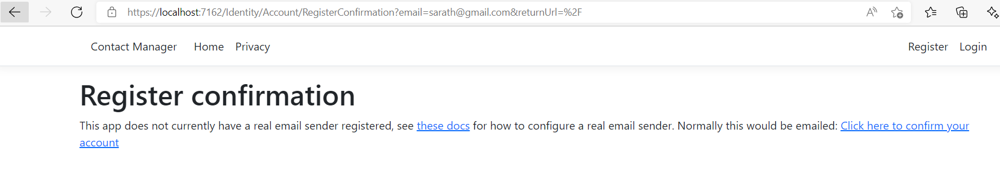 https://localhost:7162/Identity/Account/RegisterConfirmation?email=sarath@gmail.com&returnUrl=%2F
Contact Manager Home Privacy Register Login
Register confirmation
This app does not currently have a real email sender registered, see these docs for how to configure a real email sender. Normally this would be emailed: Click here to confirm your
account